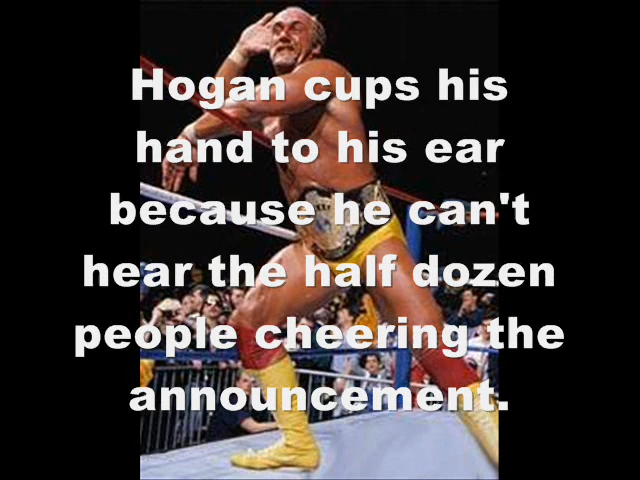 Hogan cups his
hand to his ear
because he can't
hear the half dozen
people cheering the
announcement.